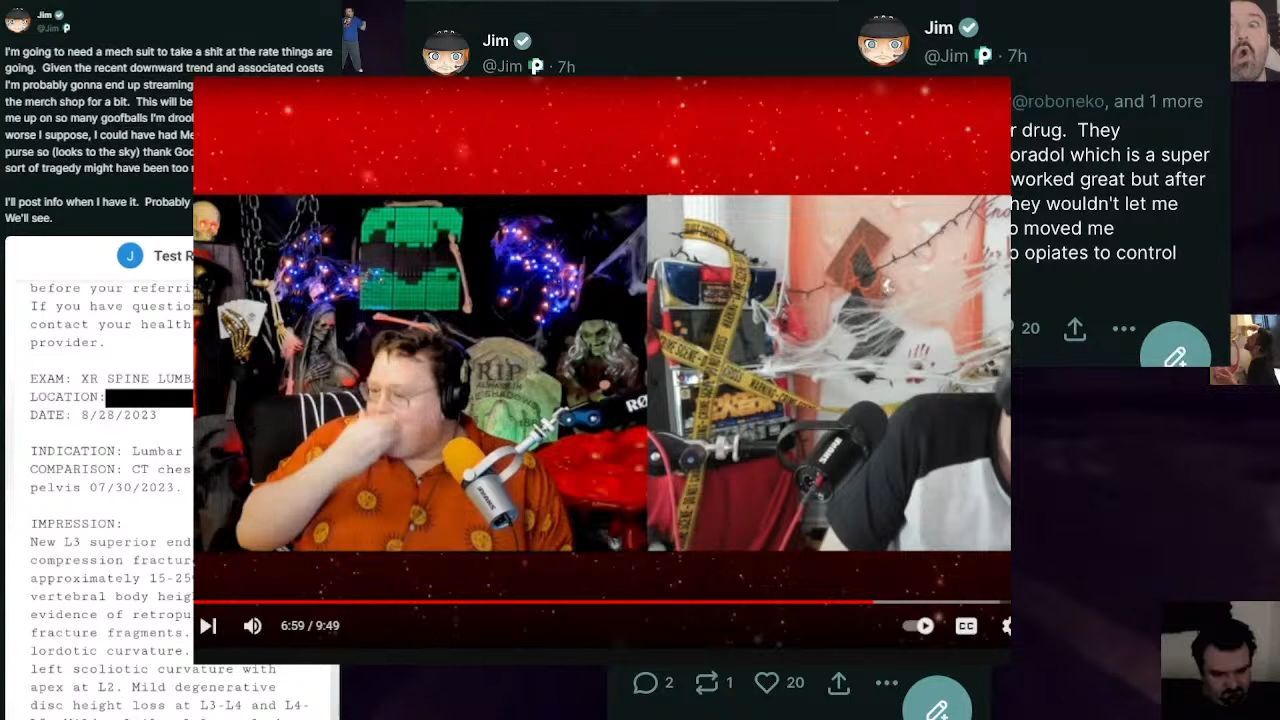 Jim
@Jim
I'm going to need a mech suit to take a shit at the rate things are
going. Given the recent downward trend and associated costs
I'm probably gonna end up streaming
the merch shop for a bit. This will be
me up on so many goofballs I'm drool
worse I suppose, I could have had Me
purse so (looks to the sky) thank God
sort of tragedy might have been too
I'll post info when I have it. Probably
We'll see.
J
Test R
before your referri
If you have questio
contact your health
provider.
EXAM: XR SPINE LUMB
LOCATION:
DATE: 8/28/2023
INDICATION: Lumbar
COMPARISON: CT ches
pelvis 07/30/2023.
IMPRESSION:
New L3 superior end
compression fractur
approximately 15-25
vertebral body heig
evidence of retropu
fracture fragments.
lordotic curvature.
left scoliotic curvature with
apex at L2. Mild degenerative
disc height loss at L3-L4 and L4-
Jim
@Jim · 7h
Jim
@Jim · 7h
@roboneko, and 1 more
r drug. They
oradol which is a super
worked great but after
hey wouldn't let me
o moved me
o opiates to control
20
RIP
ALWAYS IN
RØ
SHURE
6:59 / 9:49
CC
2
1
20